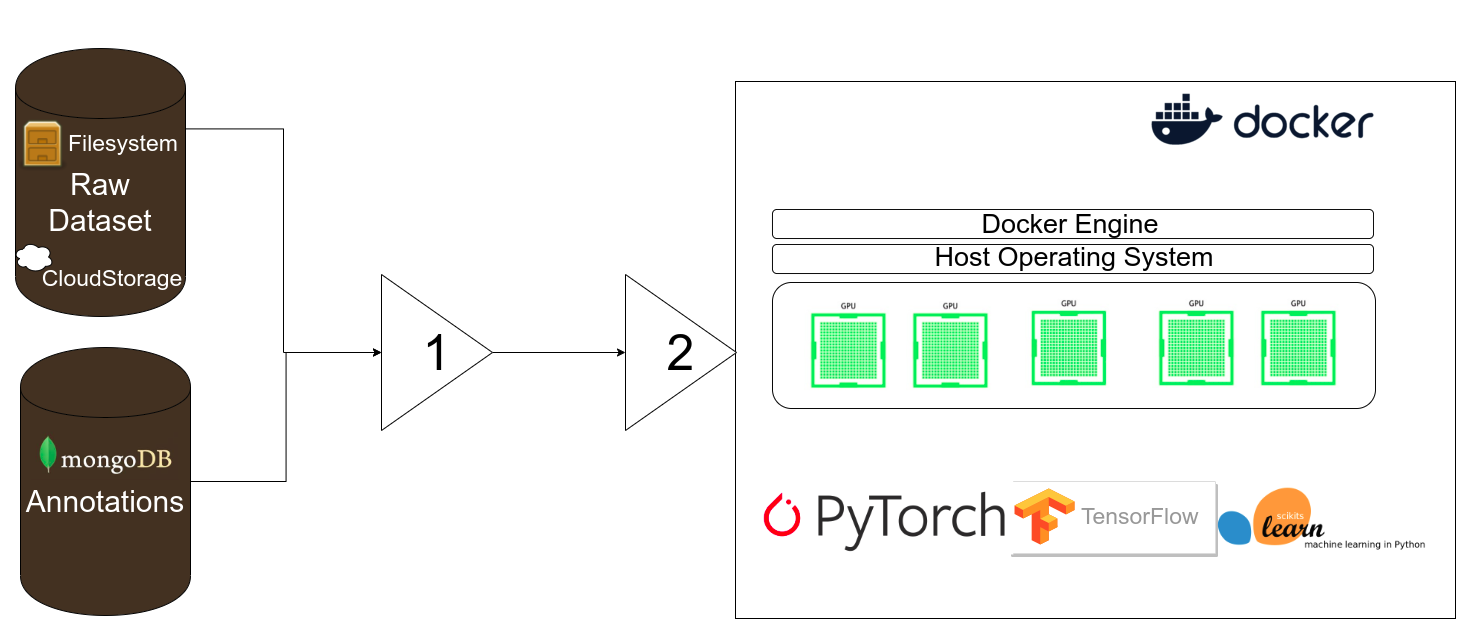 Filesystem
Raw
Dataset
CloudStorage
mongoDB
Annotations
1
2
docker
Docker Engine
Host Operating System
GPU
GPU
GPU
GPU
GPU
PyTorch
TensorFlow
scikits
learn
machine learning in Python